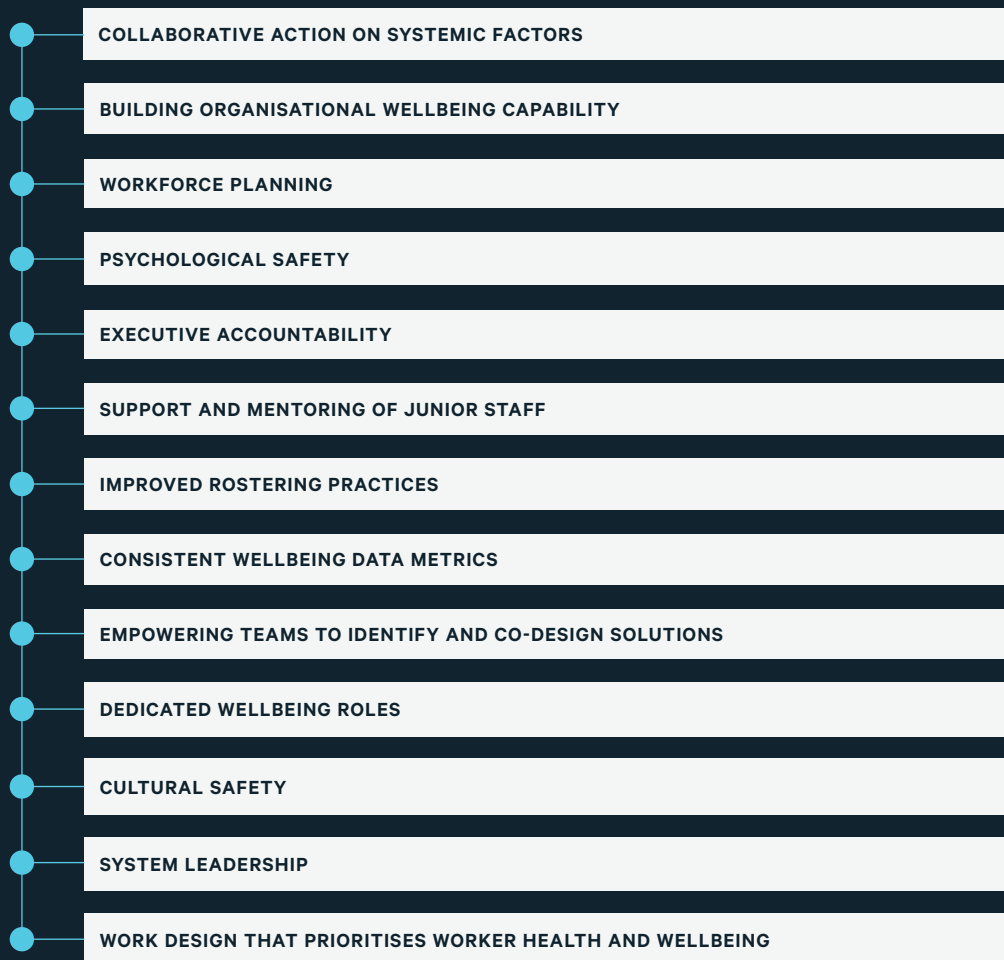 COLLABORATIVE ACTION ON SYSTEMIC FACTORS
BUILDING ORGANISATIONAL WELLBEING CAPABILITY
WORKFORCE PLANNING
PSYCHOLOGICAL SAFETY
EXECUTIVE ACCOUNTABILITY
SUPPORT AND MENTORING OF JUNIOR STAFF
IMPROVED ROSTERING PRACTICES
CONSISTENT WELLBEING DATA METRICS
EMPOWERING TEAMS TO IDENTIFY AND CO-DESIGN SOLUTIONS
DEDICATED WELLBEING ROLES
CULTURAL SAFETY
SYSTEM LEADERSHIP
WORK DESIGN THAT PRIORITISES WORKER HEALTH AND WELLBEING